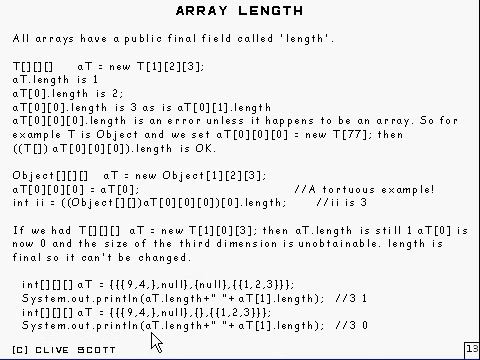 ARRAY LENGTH
All arrays have a public final field called 'length'.
T[][][] aT = new T[1][2][3];
aT.length is 1
aT[0].length is 2;
aT[0][0].length is 3 as is aT[0][1].length
aT[0][0][0].length is an error unless it happens to be an array. So for
example T is Object and we set aT[0][0][0] = new T[77]; then
((T[]) aT[0][0][0]).length is OK.
Object[][][] aT = new Object[1][2][3];
aT[0][0][0] = aT[0]; //A tortuous example!
int ii = ((Object[][])aT[0][0][0])[0].length; //ii is 3
If we had T[][][] aT = new T[1][0][3]; then aT.length is still 1 aT[0] is
now 0 and the size of the third dimension is unobtainable. length is
final so it can't be changed.
int[][][] aT = {{{9,4,},null},{null},{{1,2,3}}};
System.out.println(aT.length+" "+ aT[1].length); //3 1
int[][][] aT = {{{9,4,},null},{},{{1,2,3}}};
System.out.println(aT.length+" "+ aT[1].length); //3 0
(C) CLIVE SCOTT
13